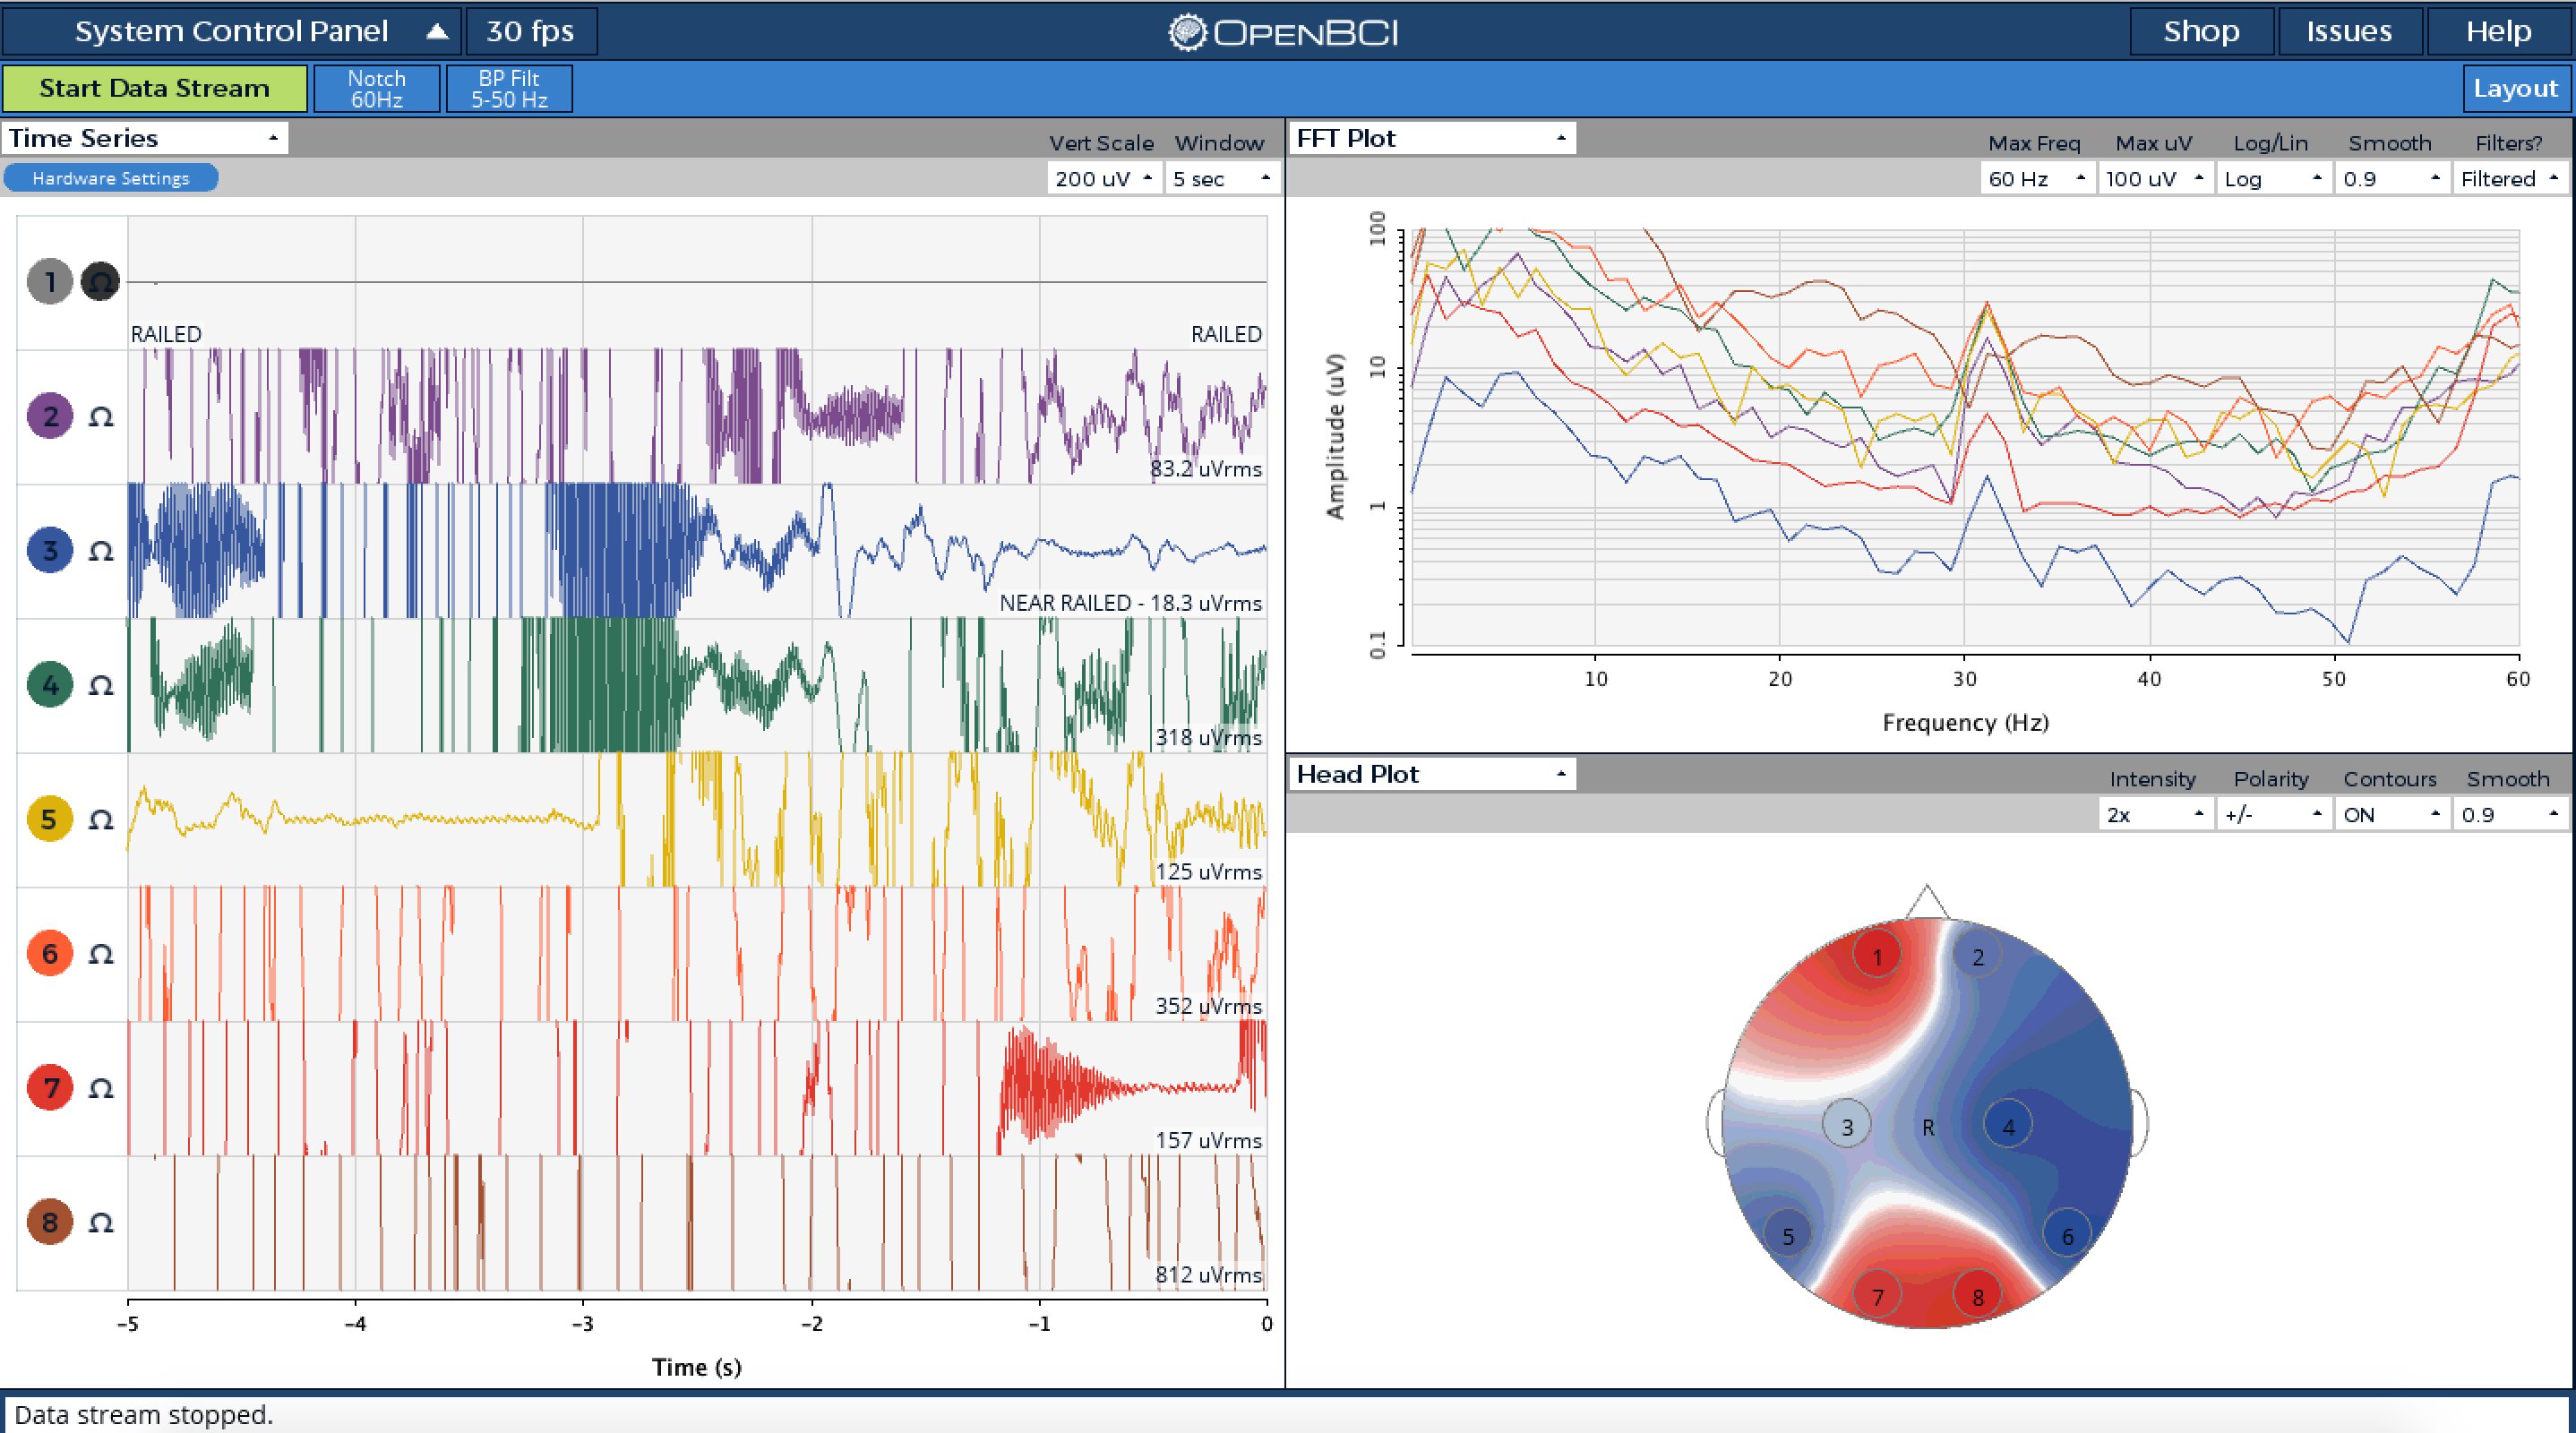 System Control Panel
30 fps
OPENBCI
Shop
Issues
Help
Start Data Stream
Notch
60Hz
BP Filt
5-50 Hz
Layout
Time Series
Vert Scale
Window
Hardware Settings
200 uV
5 sec
1 Ω
RAILED
RAILED
2 Ω
83.2 uVrms
3 Ω
NEAR RAILED - 18.3 uVrms
4 Ω
318 uVrms
5 Ω
125 uVrms
6 Ω
352 uVrms
7 Ω
157 uVrms
8 Ω
812 uVrms
-5 -4 -3 -2 -1 0
Time (s)
FFT Plot
Max Freq
Max uV
Log/Lin
Smooth
Filters?
60 Hz
100 uV
Log
0.9
Filtered
100
10
1
0.1
Amplitude (uV)
10 20 30 40 50 60
Frequency (Hz)
Head Plot
Intensity
Polarity
Contours
Smooth
2x
+/-
ON
0.9
1 2
3 R 4
5 6
7 8
Data stream stopped.